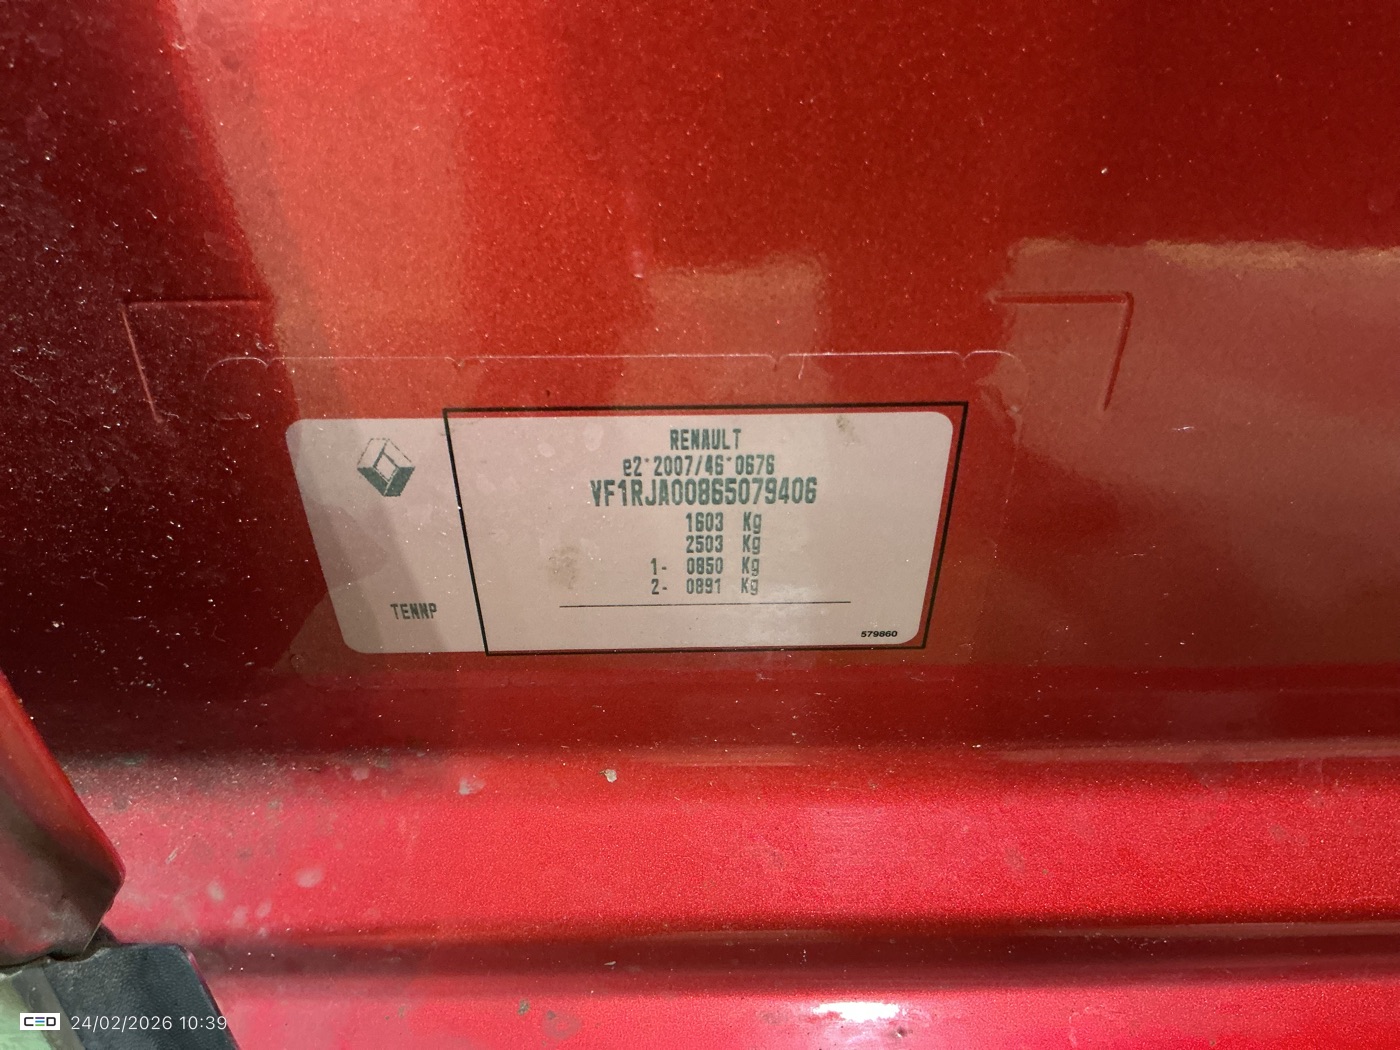 RENAULT
e2*2007/46*0676
VF1RJA00865079406
1603 Kg
2503 Kg
1- 0850 Kg
2- 0891 Kg
TENNP
579860
CED 24/02/2026 10:39